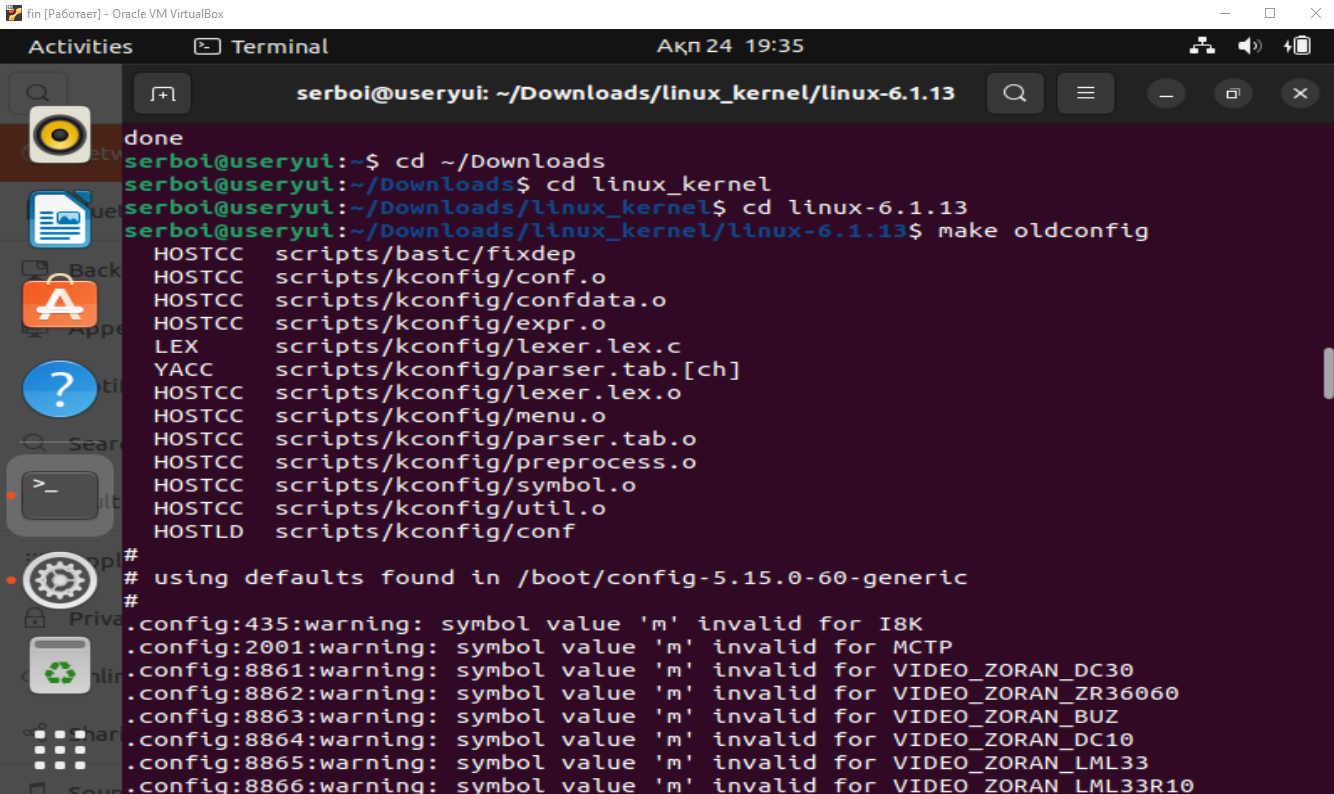 fin [Работает] - Oracle VM VirtualBox
Activities
Terminal
Ақп 24 19:35
serboi@useryui: ~/Downloads/linux_kernel/linux-6.1.13
done
serboi@useryui:~$ cd ~/Downloads
serboi@useryui:~/Downloads$ cd linux_kernel
serboi@useryui:~/Downloads/linux_kernel$ cd linux-6.1.13
serboi@useryui:~/Downloads/linux_kernel/linux-6.1.13$ make oldconfig
HOSTCC scripts/basic/fixdep
HOSTCC scripts/kconfig/conf.o
HOSTCC scripts/kconfig/confdata.o
HOSTCC scripts/kconfig/expr.o
LEX scripts/kconfig/lexer.lex.c
YACC scripts/kconfig/parser.tab.[ch]
HOSTCC scripts/kconfig/lexer.lex.o
HOSTCC scripts/kconfig/menu.o
HOSTCC scripts/kconfig/parser.tab.o
HOSTCC scripts/kconfig/preprocess.o
HOSTCC scripts/kconfig/symbol.o
HOSTCC scripts/kconfig/util.o
HOSTLD scripts/kconfig/conf
#
# using defaults found in /boot/config-5.15.0-60-generic
#
.config:435:warning: symbol value 'm' invalid for I8K
.config:2001:warning: symbol value 'm' invalid for MCTP
.config:8861:warning: symbol value 'm' invalid for VIDEO_ZORAN_DC30
.config:8862:warning: symbol value 'm' invalid for VIDEO_ZORAN_ZR36060
.config:8863:warning: symbol value 'm' invalid for VIDEO_ZORAN_BUZ
.config:8864:warning: symbol value 'm' invalid for VIDEO_ZORAN_DC10
.config:8865:warning: symbol value 'm' invalid for VIDEO_ZORAN_LML33
.config:8866:warning: symbol value 'm' invalid for VIDEO_ZORAN_LML33R10